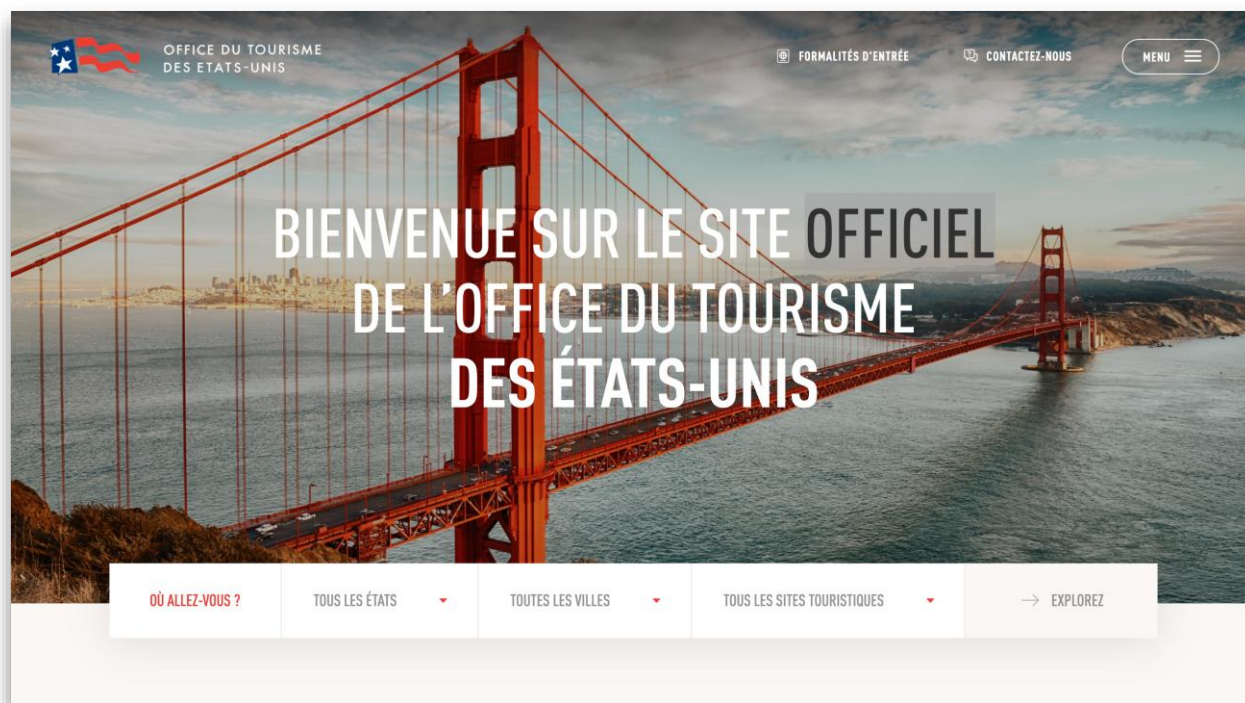 OFFICE DU TOURISME
DES ETATS-UNIS
FORMALITÉS D'ENTRÉE
CONTACTEZ-NOUS
MENU
BIENVENUE SUR LE SITE OFFICIEL
DE L'OFFICE DU TOURISME
DES ÉTATS-UNIS
OÙ ALLEZ-VOUS ?
TOUS LES ÉTATS
TOUTES LES VILLES
TOUS LES SITES TOURISTIQUES
EXPLOREZ